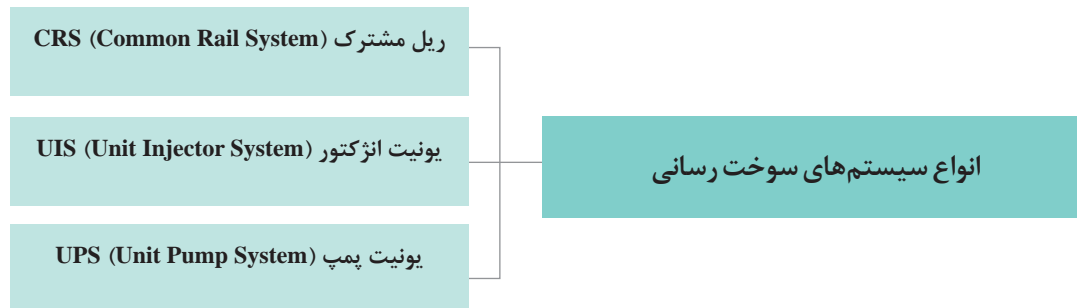 انواع سیستم‌های سوخت رسانی
ریل مشترک CRS (Common Rail System)
یونیت انژکتور UIS (Unit Injector System)
یونیت پمپ UPS (Unit Pump System)